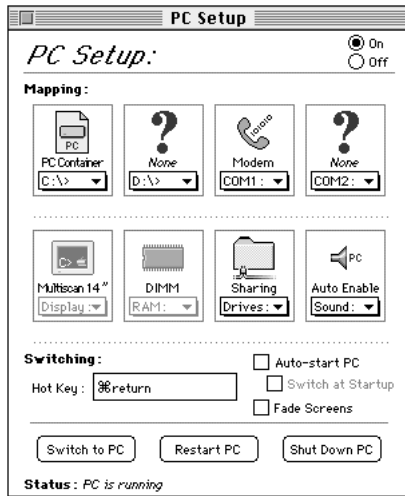 PC Setup
PC Setup:
On
Off
Mapping:
PC
PC Container
None
Modem
None
C:\>
D:\>
COM1:
COM2:
C>
PC
Multiscan 14"
DIMM
Sharing
Auto Enable
Display:
RAM:
Drives:
Sound:
Switching:
Auto-start PC
Switch at Startup
Hot Key: ⌘return
Fade Screens
Switch to PC
Restart PC
Shut Down PC
Status: PC is running